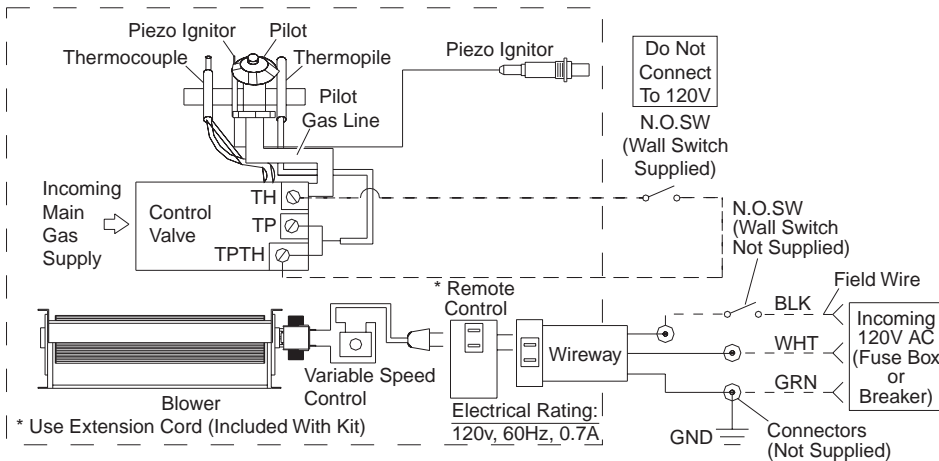 Piezo Ignitor
Pilot
Thermocouple
Thermopile
Piezo Ignitor
Pilot
Gas Line
Do Not
Connect
To 120V
N.O.SW
(Wall Switch
Supplied)
Incoming
Main
Gas
Supply
Control
Valve
TH
TP
TPTH
N.O.SW
(Wall Switch
Not Supplied)
Field Wire
* Remote
Control
BLK
WHT
GRN
Incoming
120V AC
(Fuse Box
or
Breaker)
Wireway
Variable Speed
Control
Blower
* Use Extension Cord (Included With Kit)
Electrical Rating:
120v, 60Hz, 0.7A
GND
Connectors
(Not Supplied)